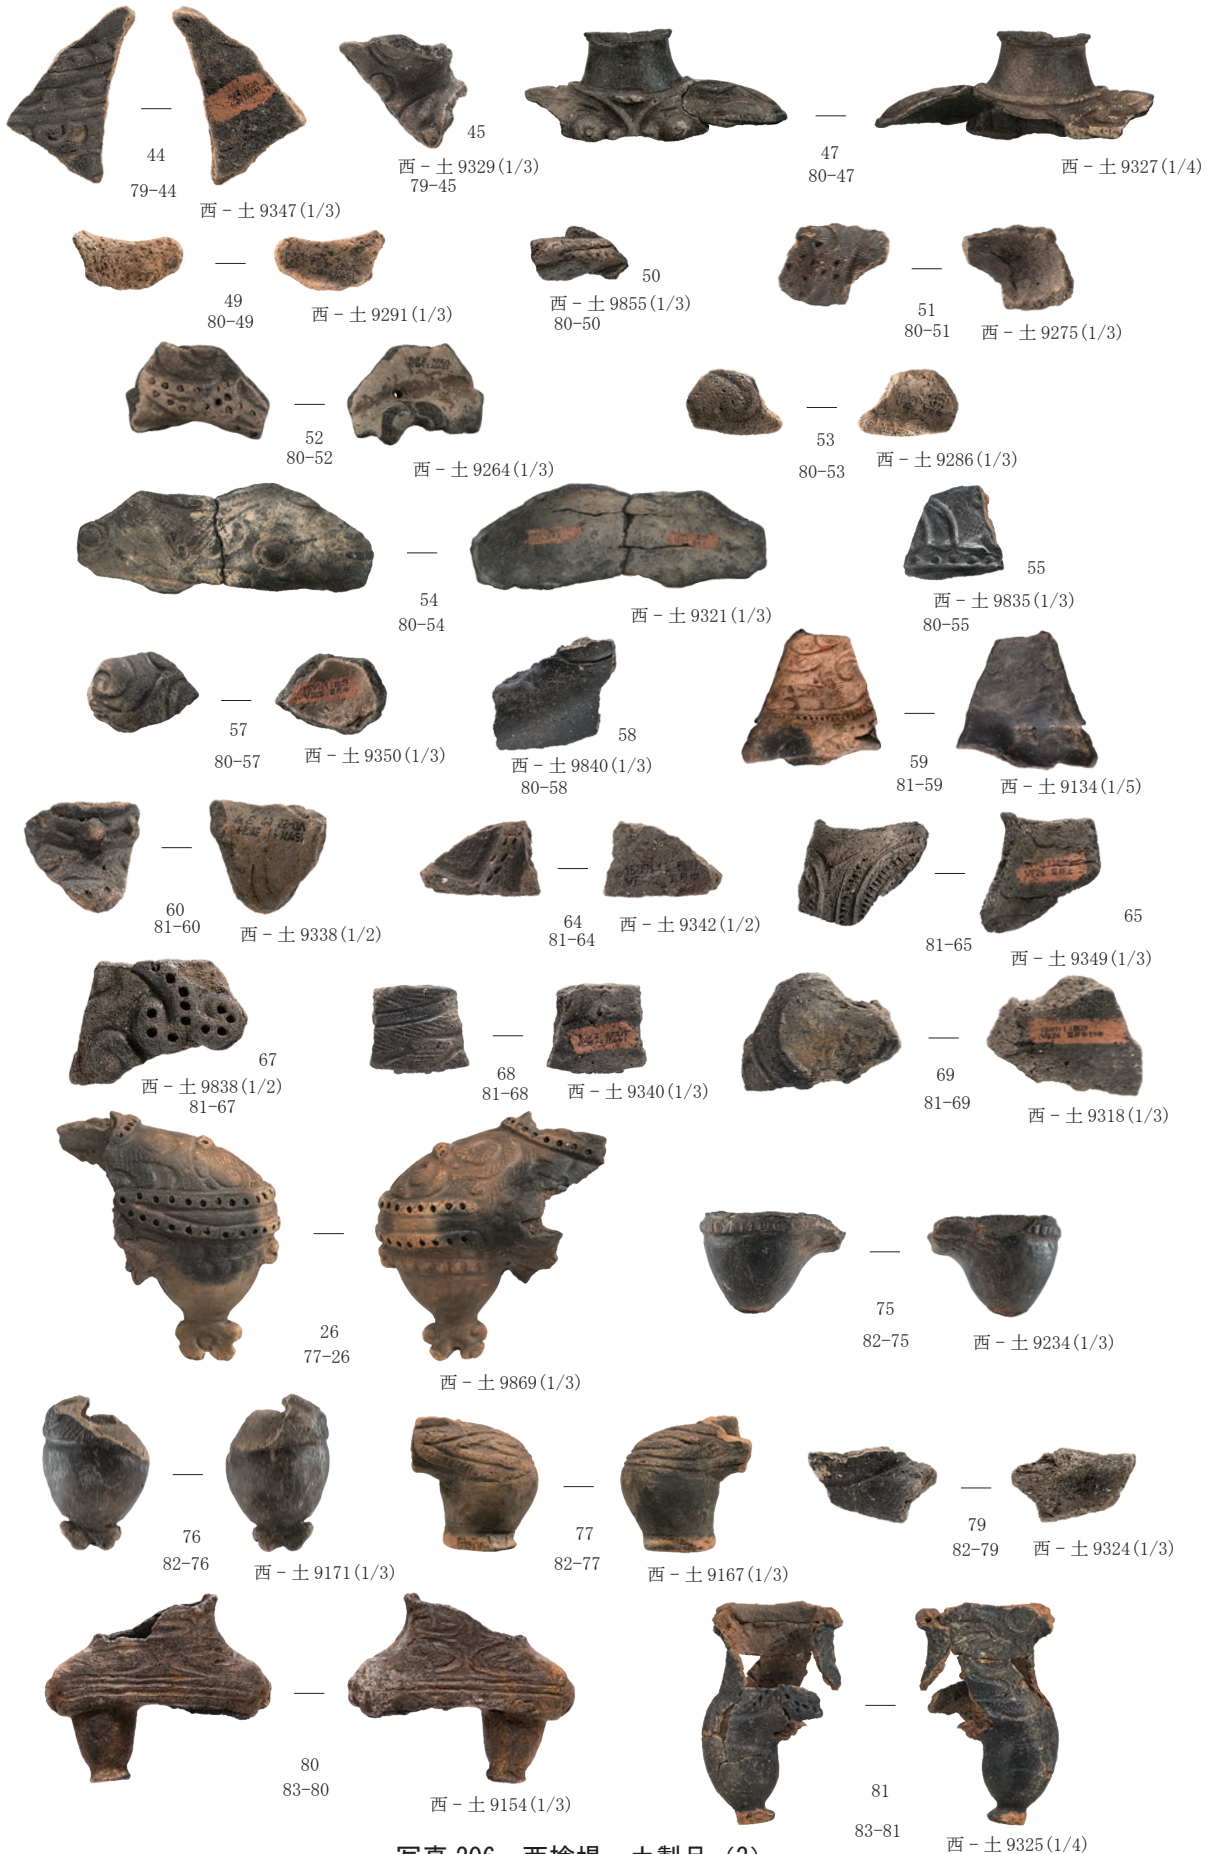 44
79-44
西－土 9347(1/3)
45
西－土 9329(1/3)
79-45
47
80-47
西－土 9327(1/4)
49
80-49
西－土 9291(1/3)
50
西－土 9855(1/3)
80-50
51
80-51
西－土 9275(1/3)
52
80-52
西－土 9264(1/3)
53
80-53
西－土 9286(1/3)
54
80-54
西－土 9321(1/3)
55
西－土 9835(1/3)
80-55
57
80-57
西－土 9350(1/3)
58
西－土 9840(1/3)
80-58
59
81-59
西－土 9134(1/5)
60
81-60
西－土 9338(1/2)
64
81-64
西－土 9342(1/2)
65
81-65
西－土 9349(1/3)
67
西－土 9838(1/2)
81-67
68
81-68
西－土 9340(1/3)
69
81-69
西－土 9318(1/3)
26
77-26
西－土 9869(1/3)
75
82-75
西－土 9234(1/3)
76
82-76
西－土 9171(1/3)
77
82-77
西－土 9167(1/3)
79
82-79
西－土 9324(1/3)
80
83-80
西－土 9154(1/3)
81
83-81
西－土 9325(1/4)